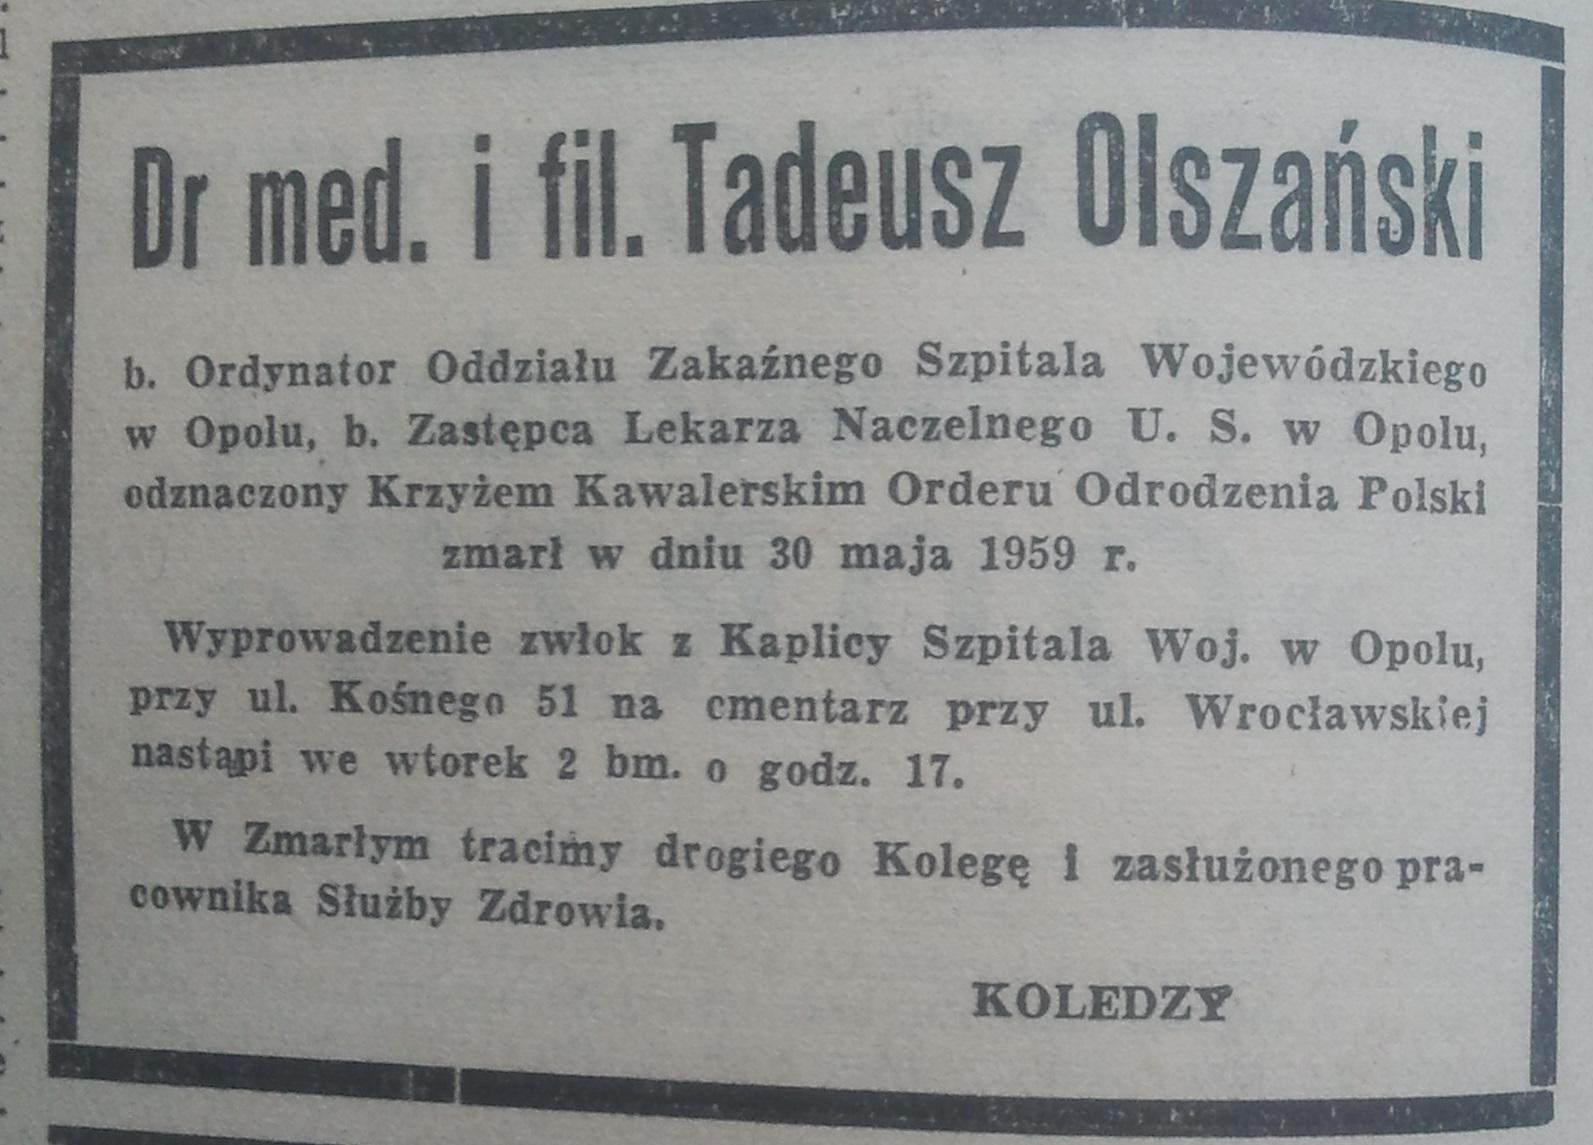 Dr med. i fil. Tadeusz Olszański
b. Ordynator Oddziału Zakaźnego Szpitala Wojewódzkiego
w Opolu, b. Zastępca Lekarza Naczelnego U. S. w Opolu,
odznaczony Krzyżem Kawalerskim Orderu Odrodzenia Polski
zmarł w dniu 30 maja 1959 r.
Wyprowadzenie zwłok z Kaplicy Szpitala Woj. w Opolu,
przy ul. Kośnego 51 na cmentarz przy ul. Wrocławskiej
nastąpi we wtorek 2 bm. o godz. 17.
W Zmarłym tracimy drogiego Kolegę i zasłużonego pra-
cownika Służby Zdrowia.
KOLEDZY